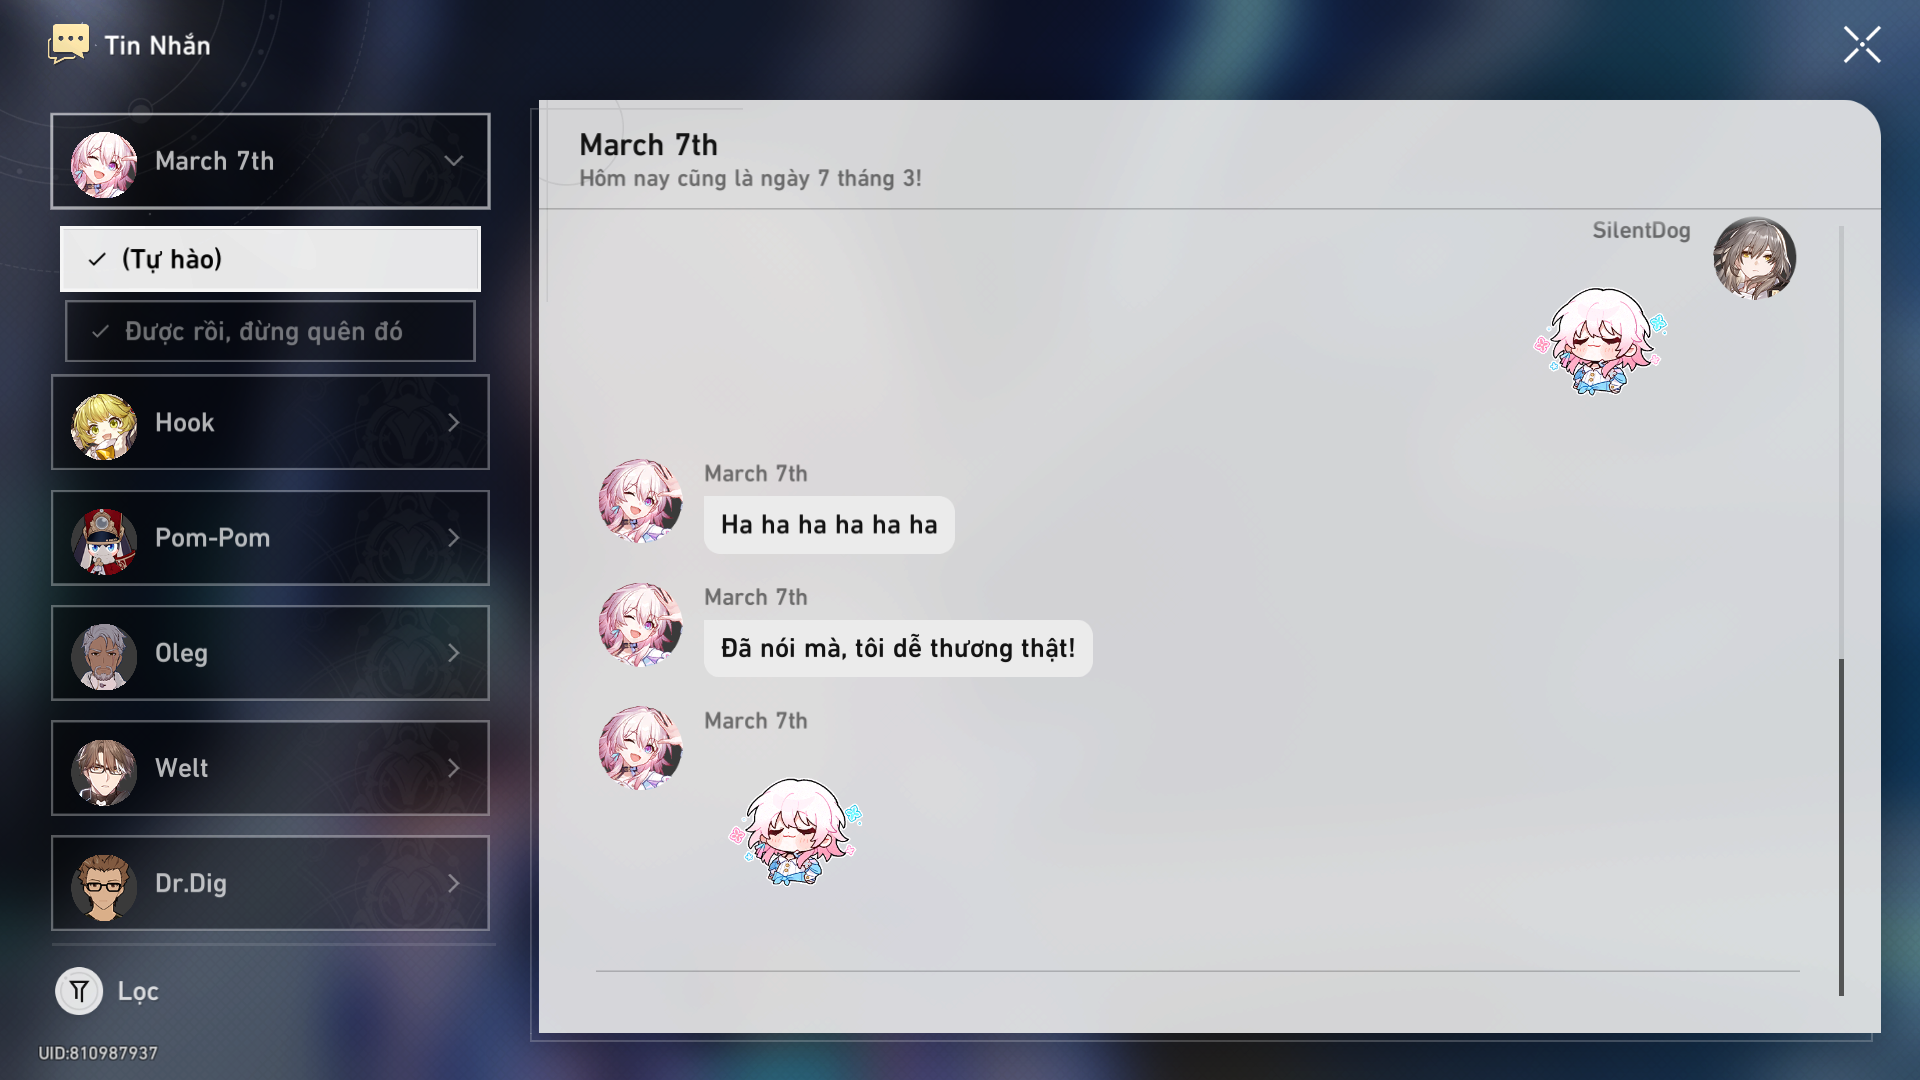 Tin Nhắn
March 7th
(Tự hào)
Được rồi, đừng quên đó
Hook
Pom-Pom
Oleg
Welt
Dr.Dig
Lọc
UID:810987937
March 7th
Hôm nay cũng là ngày 7 tháng 3!
SilentDog
March 7th
Ha ha ha ha ha ha
March 7th
Đã nói mà, tôi dễ thương thật!
March 7th